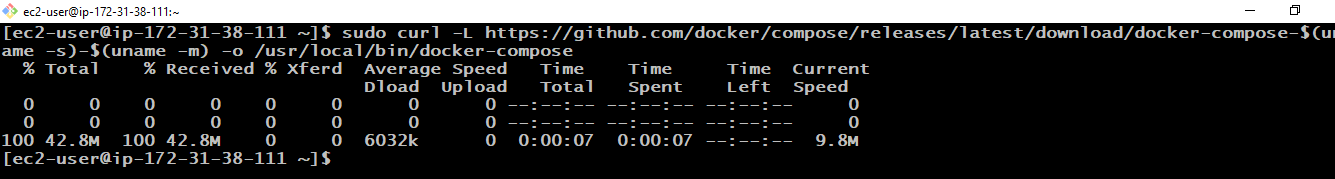 ec2-user@ip-172-31-38-111:~
[ec2-user@ip-172-31-38-111 ~]$ sudo curl -L https://github.com/docker/compose/releases/latest/download/docker-compose-$(un
ame -s)-$(uname -m) -o /usr/local/bin/docker-compose
  % Total    % Received % Xferd  Average Speed   Time    Time     Time  Current
                                 Dload  Upload   Total   Spent    Left  Speed
  0     0    0     0    0     0      0      0 --:--:-- --:--:-- --:--:--     0
  0     0    0     0    0     0      0      0 --:--:-- --:--:-- --:--:--     0
100 42.8M  100 42.8M    0     0  6032k      0  0:00:07  0:00:07 --:--:--  9.8M
[ec2-user@ip-172-31-38-111 ~]$